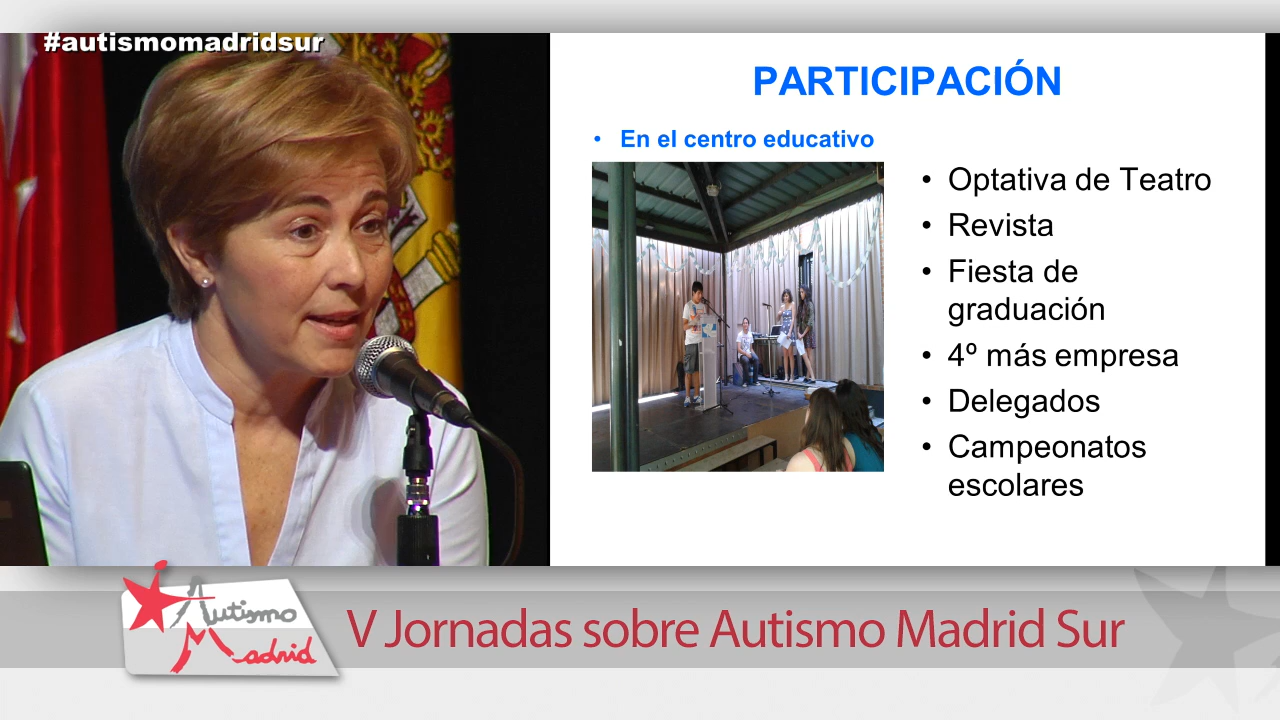 #autismomadridsur
PARTICIPACIÓN
• En el centro educativo
• Optativa de Teatro
• Revista
• Fiesta de
graduación
• 4º más empresa
• Delegados
• Campeonatos
escolares
Autismo
Madrid
V Jornadas sobre Autismo Madrid Sur